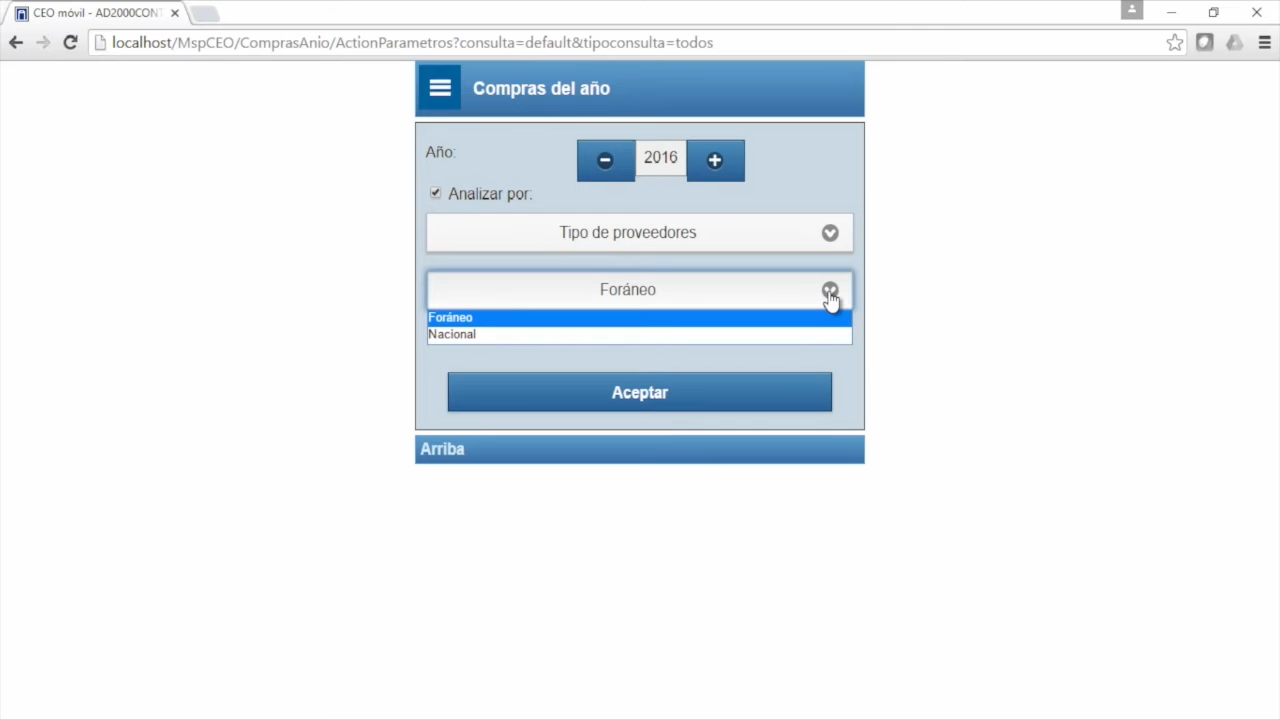 CEO móvil - AD2000CONT
localhost/MspCEO/ComprasAnio/ActionParametros?consulta=default&tipoconsulta=todos
Compras del año
Año:
2016
Analizar por:
Tipo de proveedores
Foráneo
Foráneo
Nacional
Aceptar
Arriba